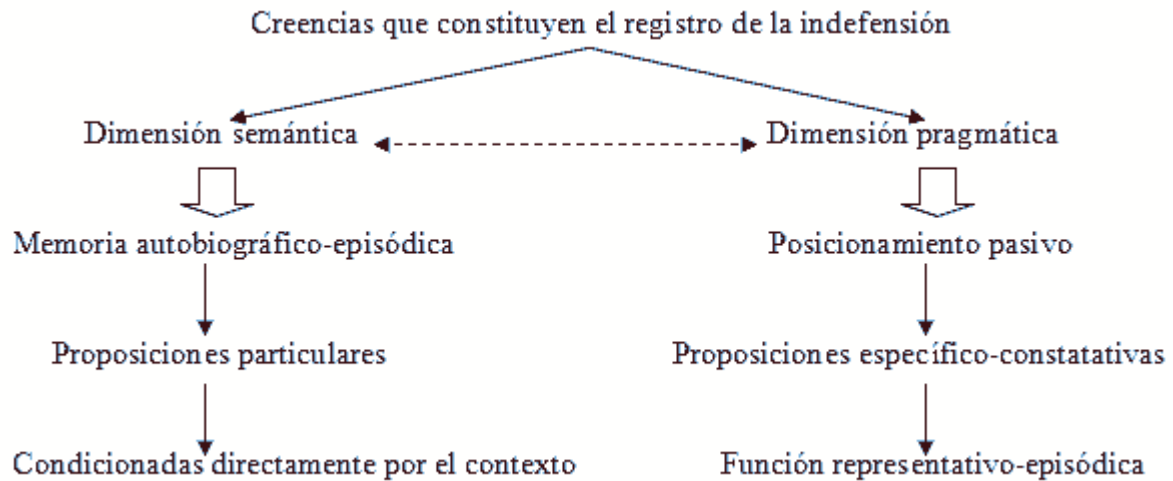 Creencias que constituyen el registro de la indefensión
Dimensión semántica
Dimensión pragmática
Memoria autobiográfico-episódica
Posicionamiento pasivo
Proposiciones particulares
Proposiciones específico-constatativas
Condicionadas directamente por el contexto
Función representativo-episódica